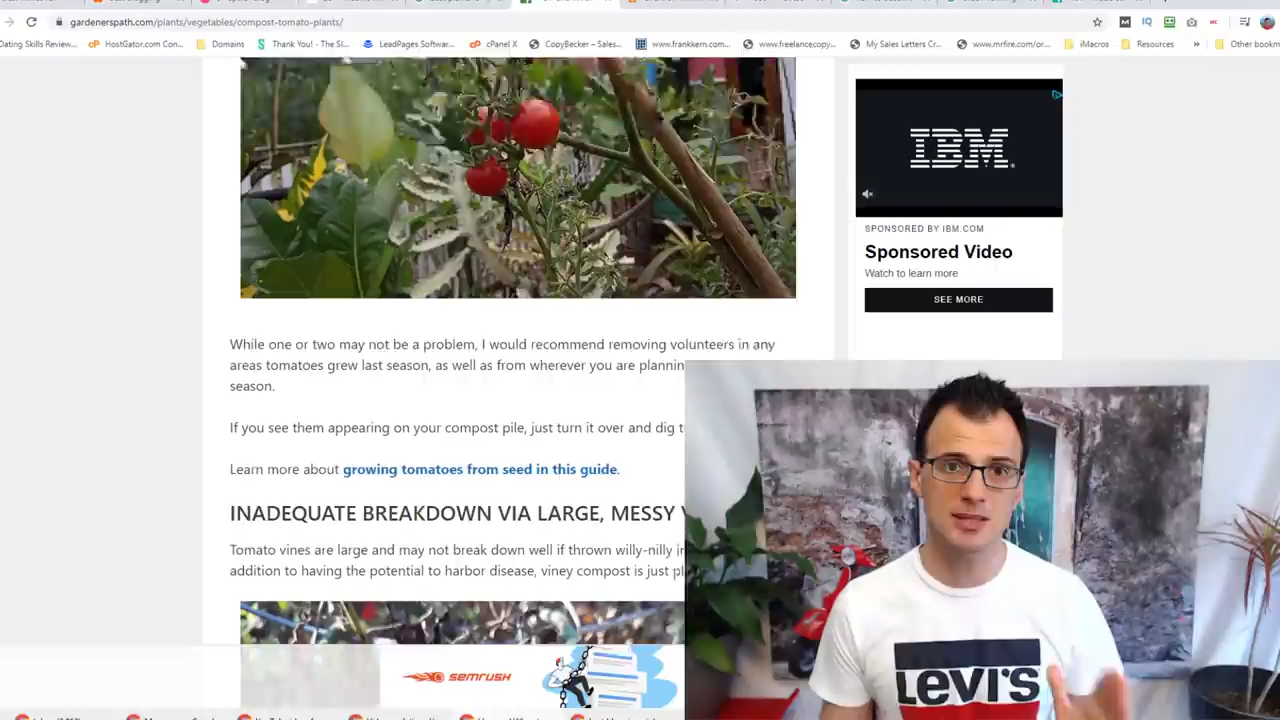 gardenerspath.com/plants/vegetables/compost-tomato-plants/
Dating Skills Review...
HostGator.com Con...
Domains
Thank You! - The Sl...
LeadPages Software...
cPanel X
CopyBecker – Sales...
www.frankkern.com...
www.freelancecopy...
My Sales Letters Cr...
www.mrfire.com/or...
iMacros
Resources
Other bookm
IBM
SPONSORED BY IBM.COM
Sponsored Video
Watch to learn more
SEE MORE
While one or two may not be a problem, I would recommend removing volunteers in any
areas tomatoes grew last season, as well as from wherever you are plannin
season.
If you see them appearing on your compost pile, just turn it over and dig t
Learn more about growing tomatoes from seed in this guide.
INADEQUATE BREAKDOWN VIA LARGE, MESSY
Tomato vines are large and may not break down well if thrown willy-nilly
addition to having the potential to harbor disease, viney compost is just pl
SEMRUSH
LEVI'S